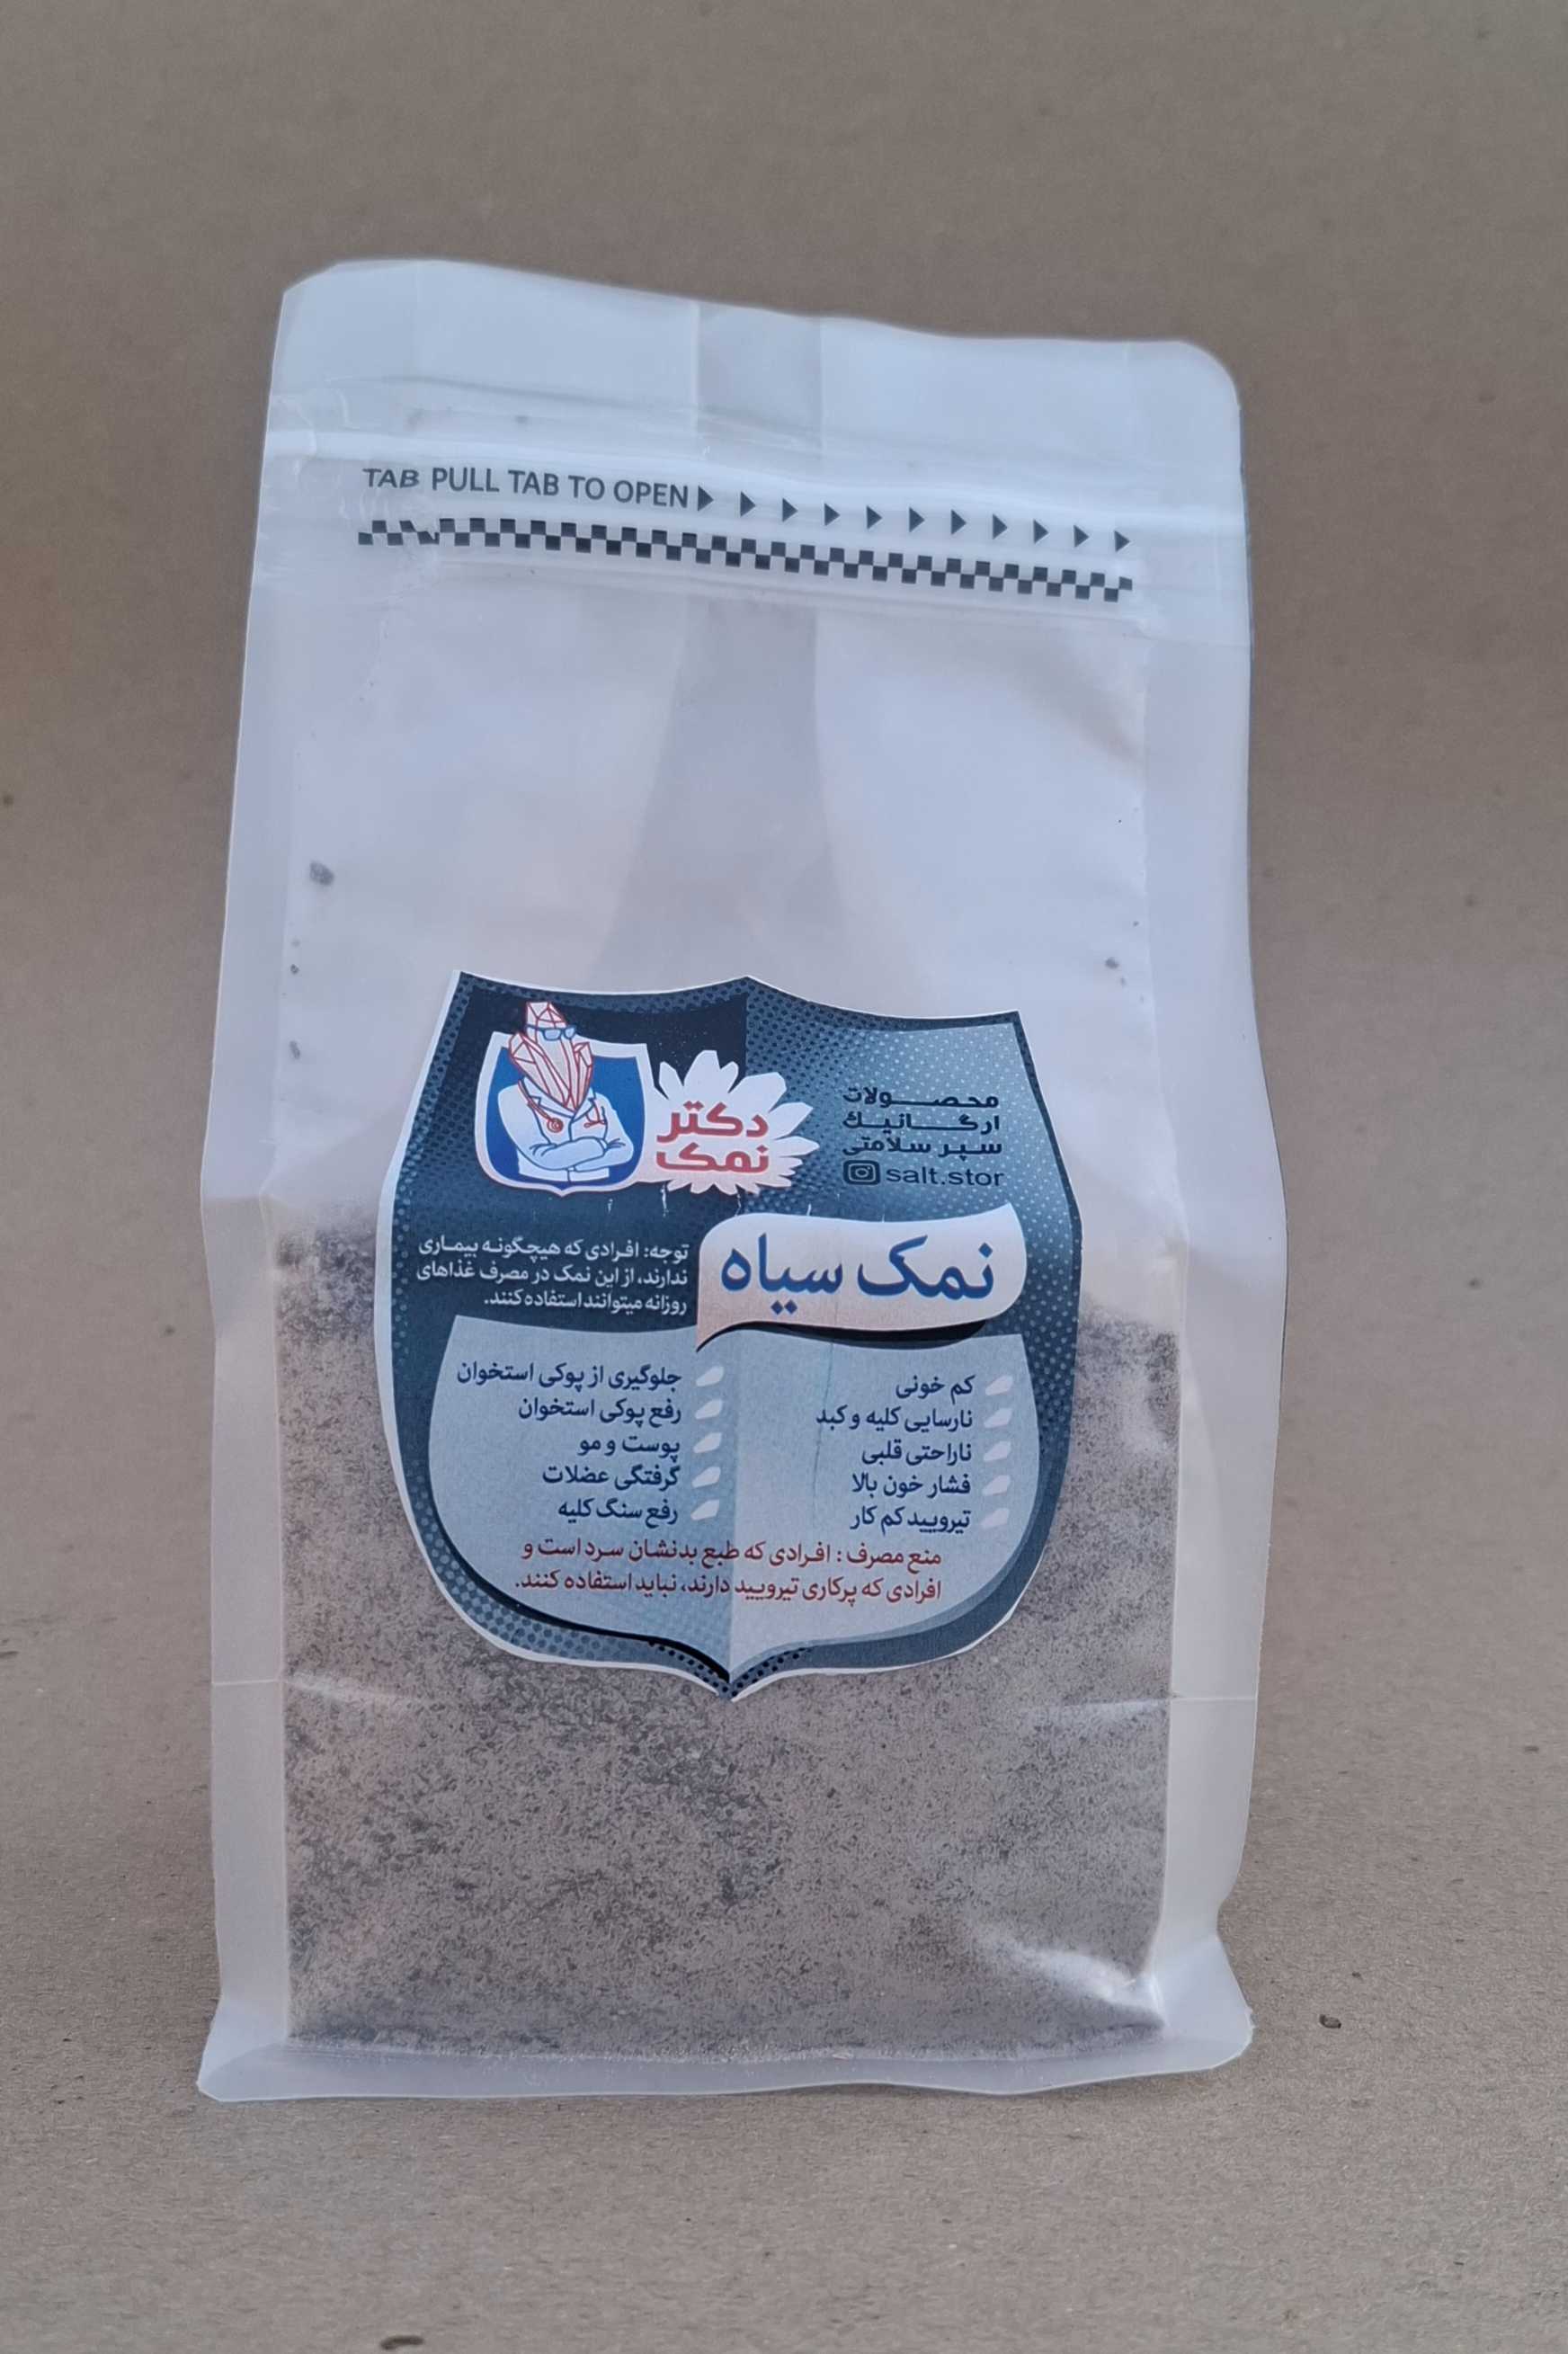 TAB PULL TAB TO OPEN
دکتر
نمک
محصولات
ارگانیک
سپر سلامتی
salt.stor
نمک سیاه
توجه: افرادی که هیچگونه بیماری
ندارند، از این نمک در مصرف غذاهای
روزانه میتوانند استفاده کنند.
کم خونی
نارسایی کلیه و کبد
ناراحتی قلبی
فشار خون بالا
تیرویید کم کار
جلوگیری از پوکی استخوان
رفع پوکی استخوان
پوست و مو
گرفتگی عضلات
رفع سنگ کلیه
منع مصرف : افرادی که طبع بدنشان سرد است و
افرادی که پرکاری تیرویید دارند، نباید استفاده کنند.